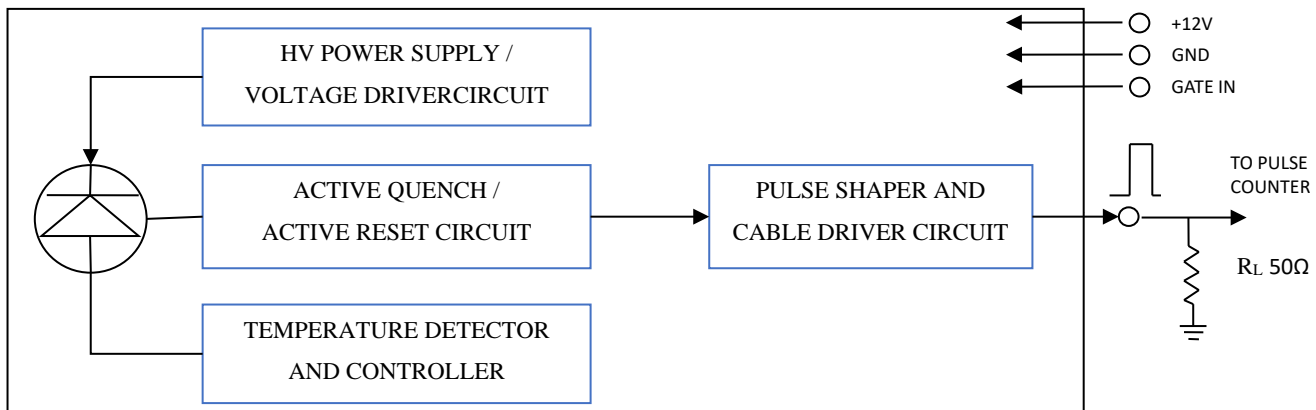 HV POWER SUPPLY /
VOLTAGE DRIVERCIRCUIT
+12V
GND
GATE IN
ACTIVE QUENCH /
ACTIVE RESET CIRCUIT
PULSE SHAPER AND
CABLE DRIVER CIRCUIT
TO PULSE
COUNTER
RL 50Ω
TEMPERATURE DETECTOR
AND CONTROLLER